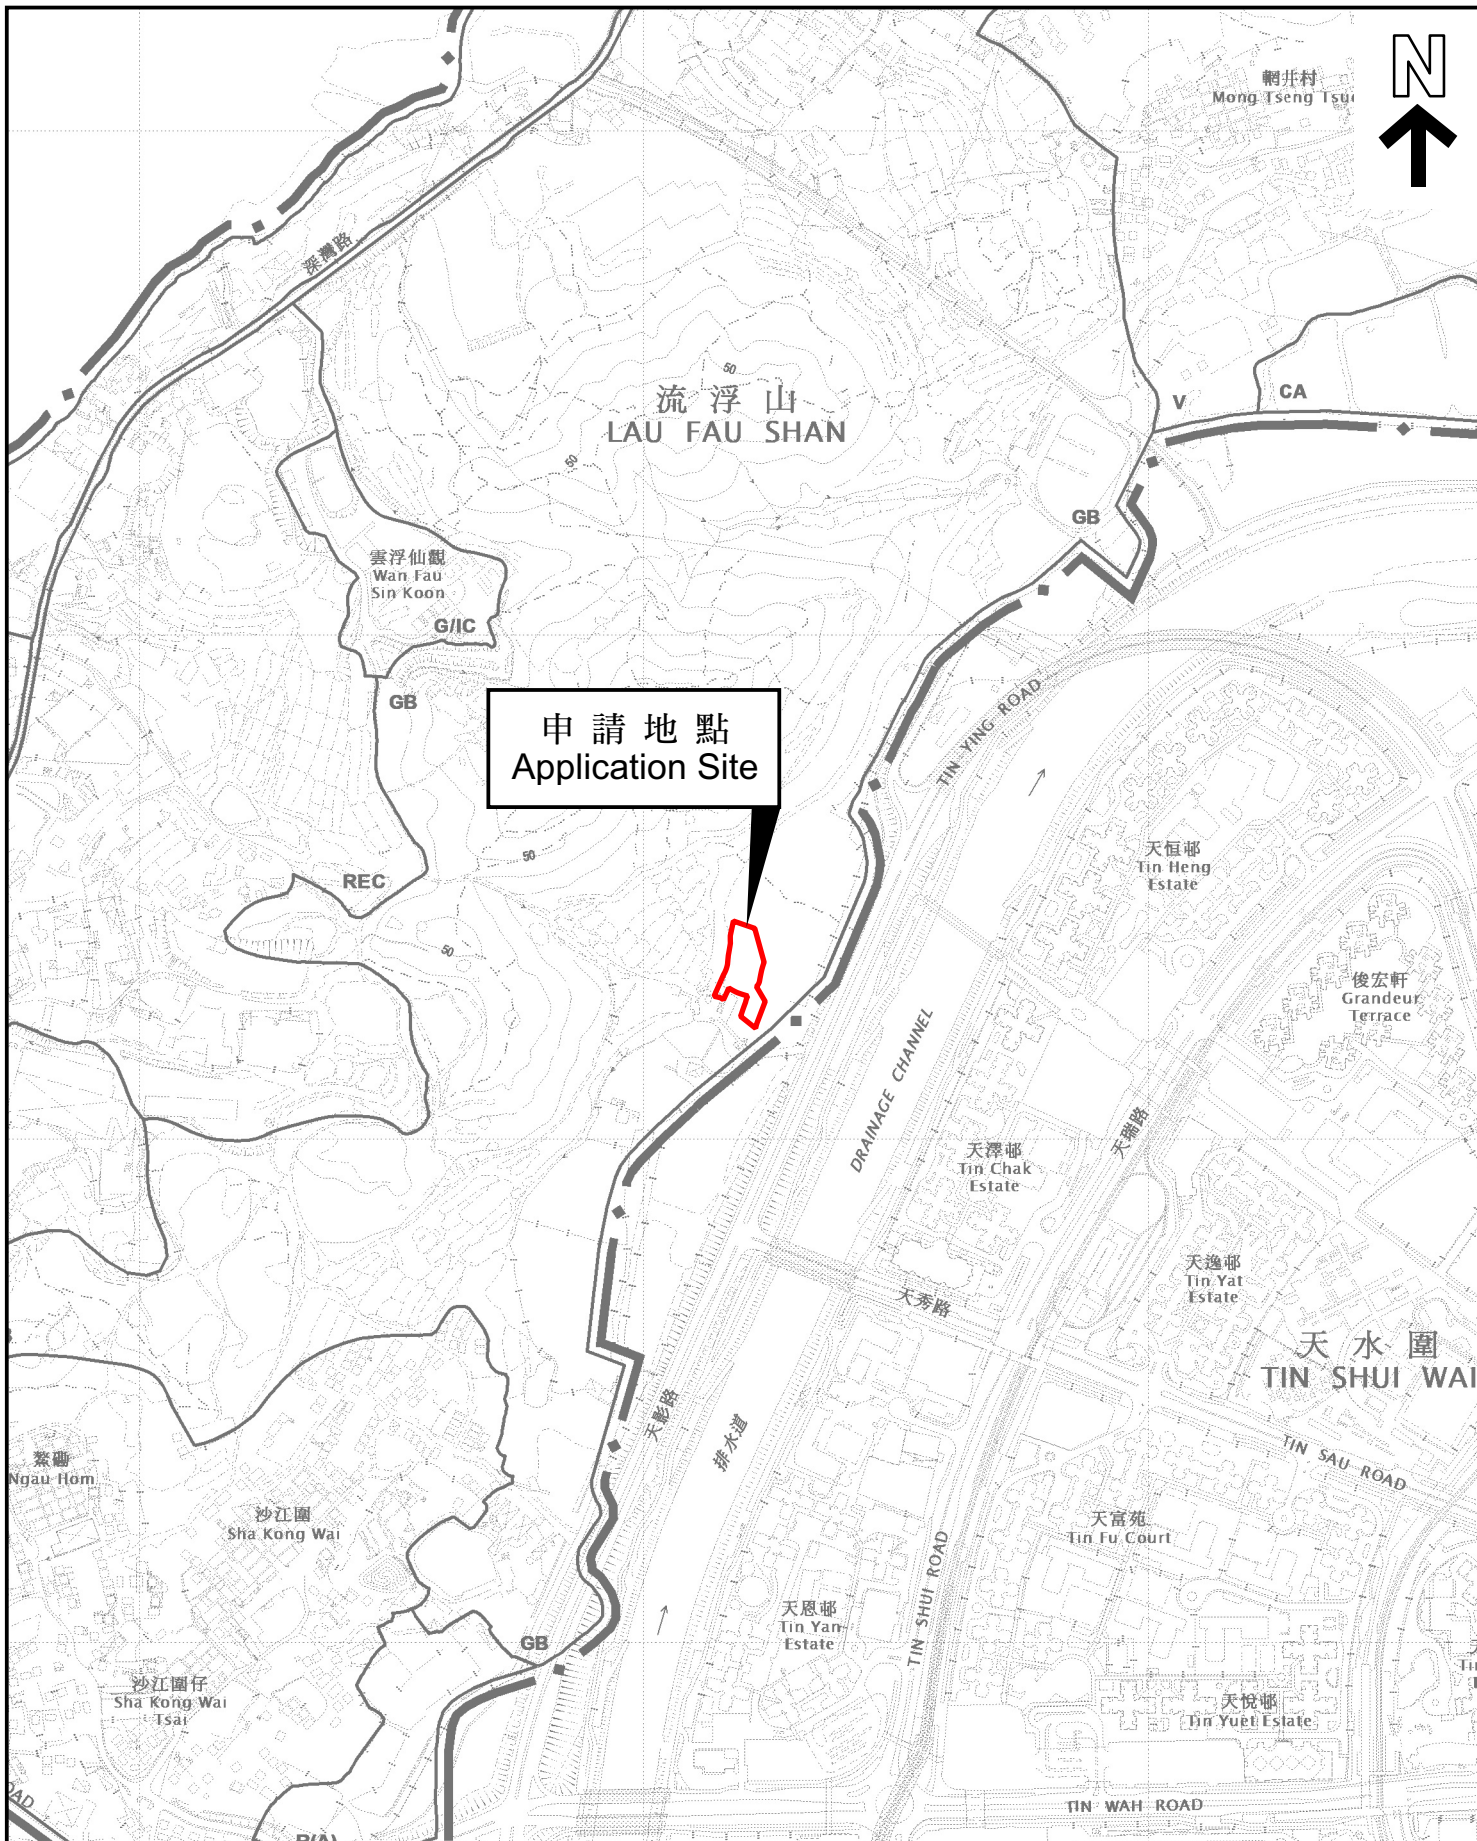 N
網井村
Mong Tseng
深灣路
50
流浮山
LAU FAU SHAN
V
CA
50
GB
雲浮仙觀
Wan Fau
Sin Koon
G/IC
GB
申請地點
Application Site
TIN YING ROAD
天恒邨
Tin Heng
Estate
50
REC
50
俊宏軒
Grandeur
Terrace
DRAINAGE CHANNEL
天瑞路
天澤邨
Tin Chak
Estate
天逸邨
Tin Yat
Estate
天秀路
天水圍
TIN SHUI WAI
天影路
排水道
TIN SAU ROAD
鰲磡
Ngau Hom
沙江圍
Sha Kong Wai
天富苑
Tin Fu Court
TIN SHUI ROAD
天恩邨
Tin Yan
Estate
GB
沙江圍仔
Sha Kong Wai
Tsai
天悅邨
Tin Yuet Estate
TIN WAH ROAD